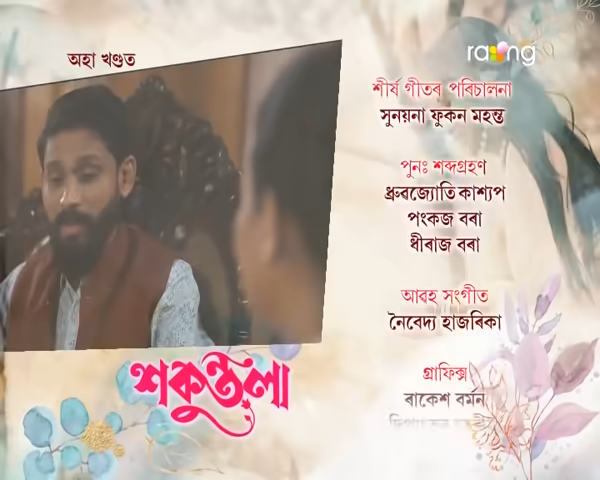 অহা খণ্ডত
rang
শীৰ্ষ গীতৰ পৰিচালনা
সুনয়না ফুকন মহন্ত
পুনঃ শব্দগ্ৰহণ
ধ্ৰুৱজ্যোতি কাশ্যপ
পংকজ বৰা
ধীৰাজ বৰা
আৱহ সংগীত
নৈবেদ্য হাজৰিকা
শকুন্তলা
গ্ৰাফিক্স
ৰাকেশ বৰ্মন